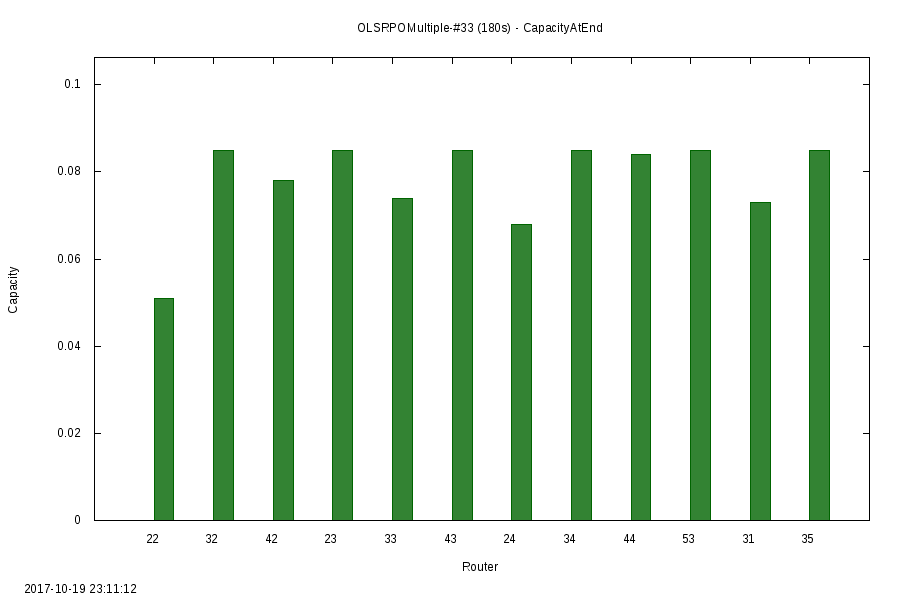 OLSRPOMultiple-#33 (180s) - CapacityAtEnd
0.1
0.08
0.06
0.04
0.02
0
Capacity
22 32 42 23 33 43 24 34 44 53 31 35
Router
2017-10-19 23:11:12